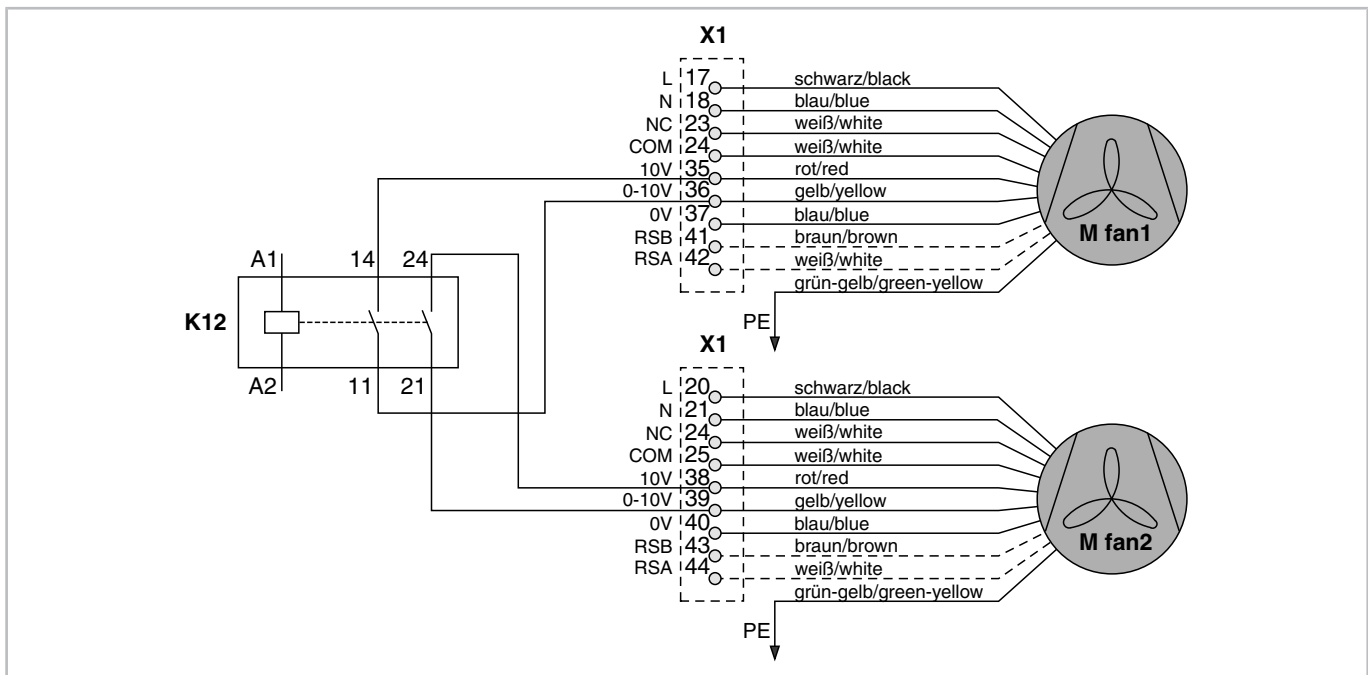 X1
L 17 schwarz/black
N 18 blau/blue
NC 23 weiß/white
COM 24 weiß/white
10V 35 rot/red
0-10V 36 gelb/yellow
0V 37 blau/blue
RSB 41 braun/brown
RSA 42 weiß/white
grün-gelb/green-yellow
PE
M fan1
A1 14 24
K12
A2 11 21
X1
L 20 schwarz/black
N 21 blau/blue
NC 24 weiß/white
COM 25 weiß/white
10V 38 rot/red
0-10V 39 gelb/yellow
0V 40 blau/blue
RSB 43 braun/brown
RSA 44 weiß/white
grün-gelb/green-yellow
PE
M fan2